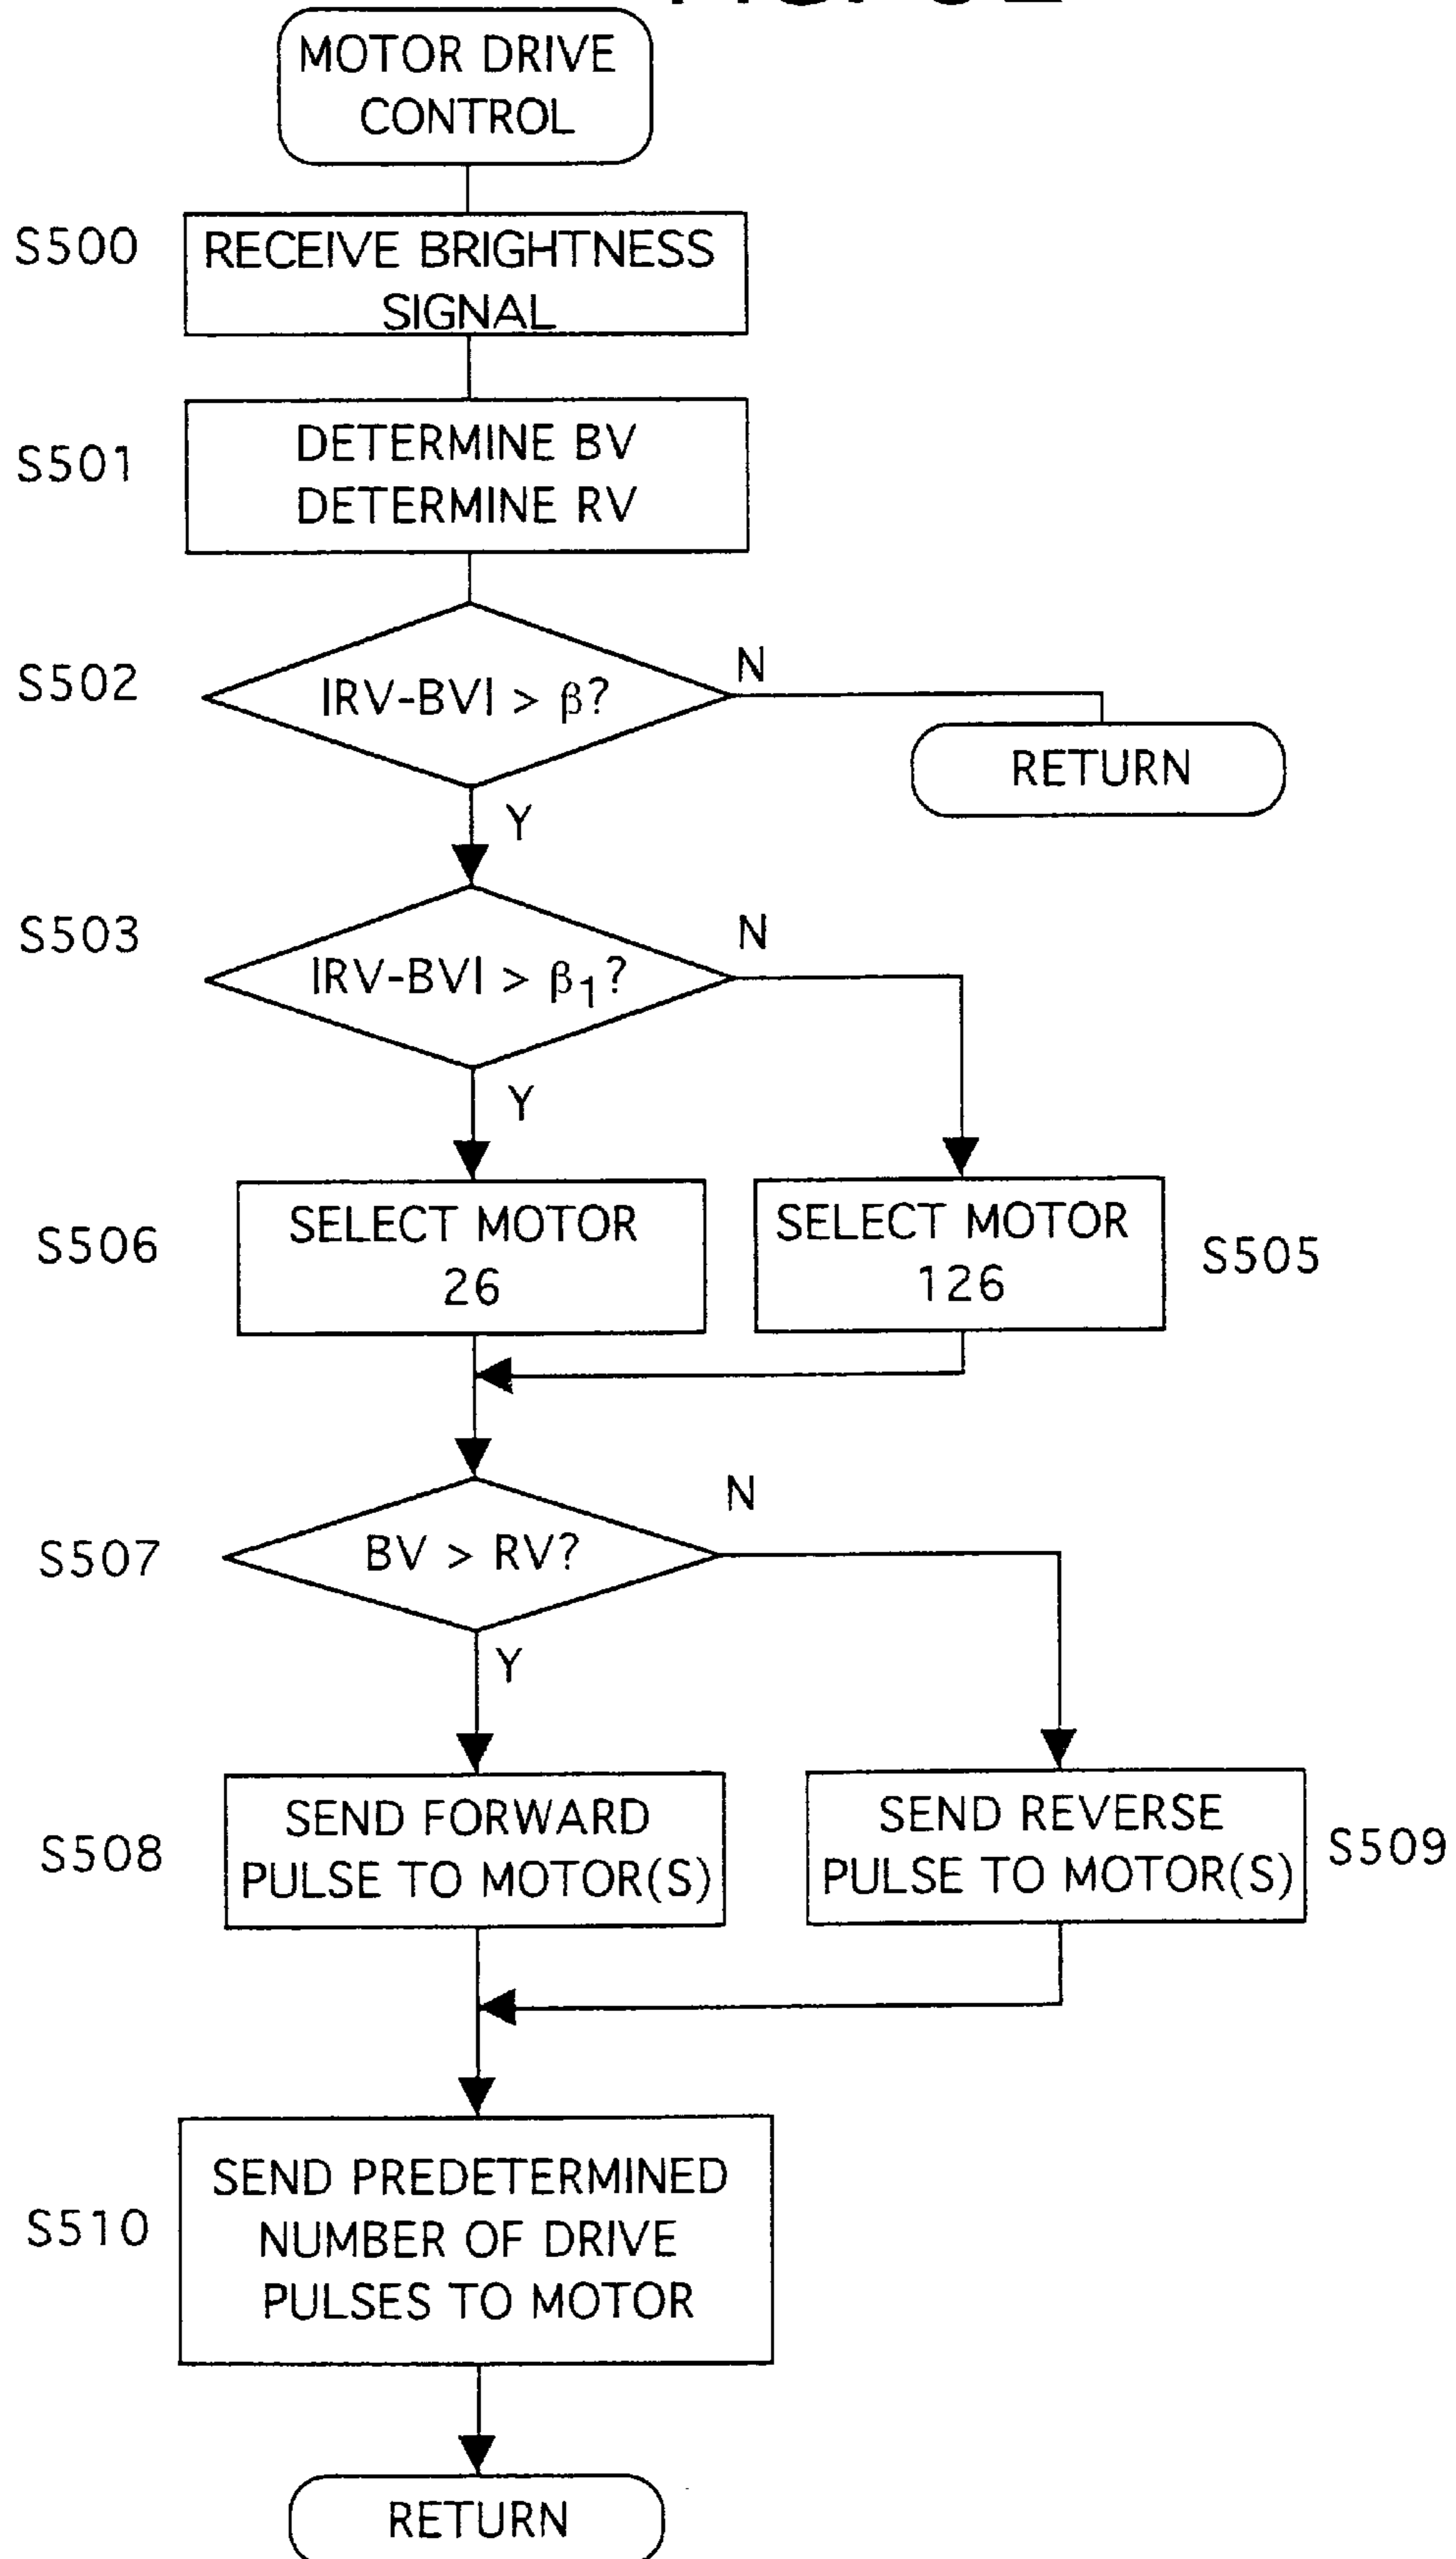 MOTOR DRIVE
CONTROL
S500
RECEIVE BRIGHTNESS
SIGNAL
S501
DETERMINE BV
DETERMINE RV
S502
|RV-BV| > β?
N
RETURN
Y
S503
|RV-BV| > β1?
N
Y
S506
SELECT MOTOR
26
SELECT MOTOR
126
S505
S507
BV > RV?
N
Y
S508
SEND FORWARD
PULSE TO MOTOR(S)
SEND REVERSE
PULSE TO MOTOR(S)
S509
S510
SEND PREDETERMINED
NUMBER OF DRIVE
PULSES TO MOTOR
RETURN